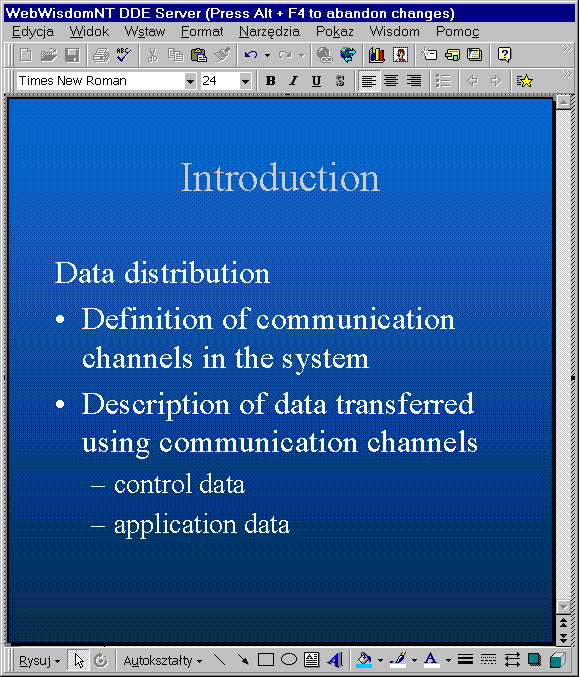 WebWisdomNT DDE Server (Press Alt + F4 to abandon changes)
Edycja Widok Wstaw Format Narzędzia Pokaz Wisdom Pomoc
ABC
Times New Roman 24 B I U S
Introduction
Data distribution
• Definition of communication
channels in the system
• Description of data transferred
using communication channels
– control data
– application data
Rysuj Autokształty A A